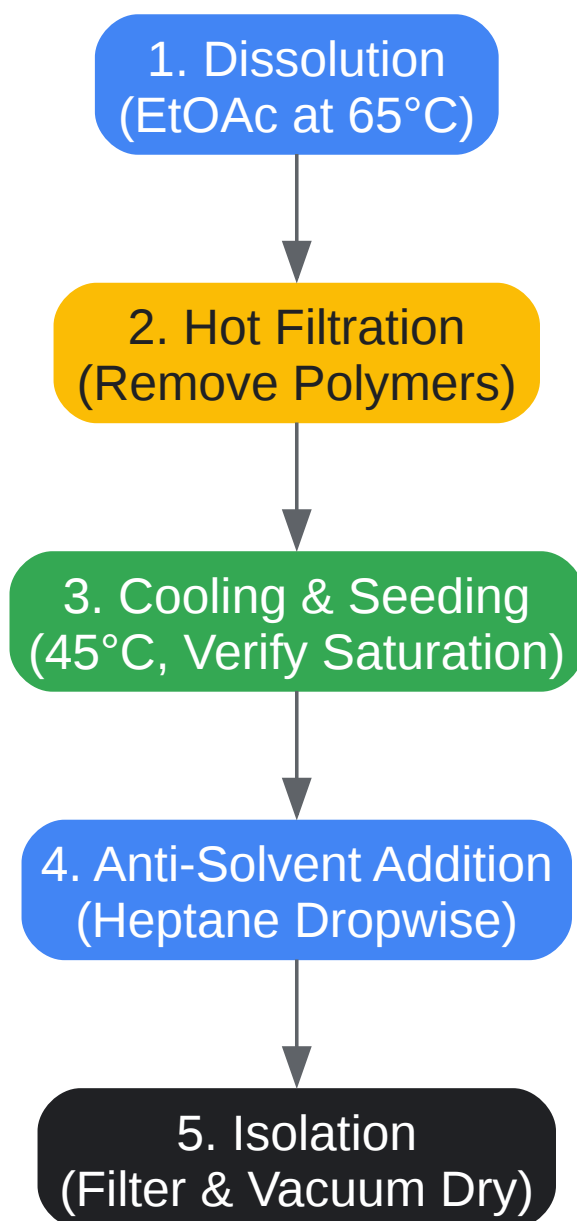 1. Dissolution
(EtOAc at 65°C)
2. Hot Filtration
(Remove Polymers)
3. Cooling & Seeding
(45°C, Verify Saturation)
4. Anti-Solvent Addition
(Heptane Dropwise)
5. Isolation
(Filter & Vacuum Dry)